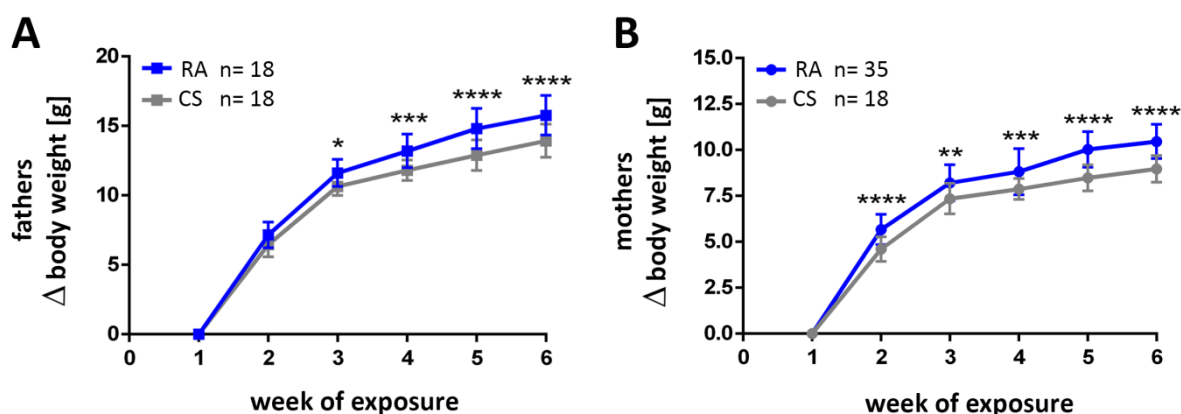 A
fathers
Δ body weight [g]
20
15
10
5
0
RA n= 18
CS n= 18
*
***
****
****
0 1 2 3 4 5 6
week of exposure
B
mothers
Δ body weight [g]
15.0
12.5
10.0
7.5
5.0
2.5
0.0
RA n= 35
CS n= 18
****
**
***
****
****
0 1 2 3 4 5 6
week of exposure